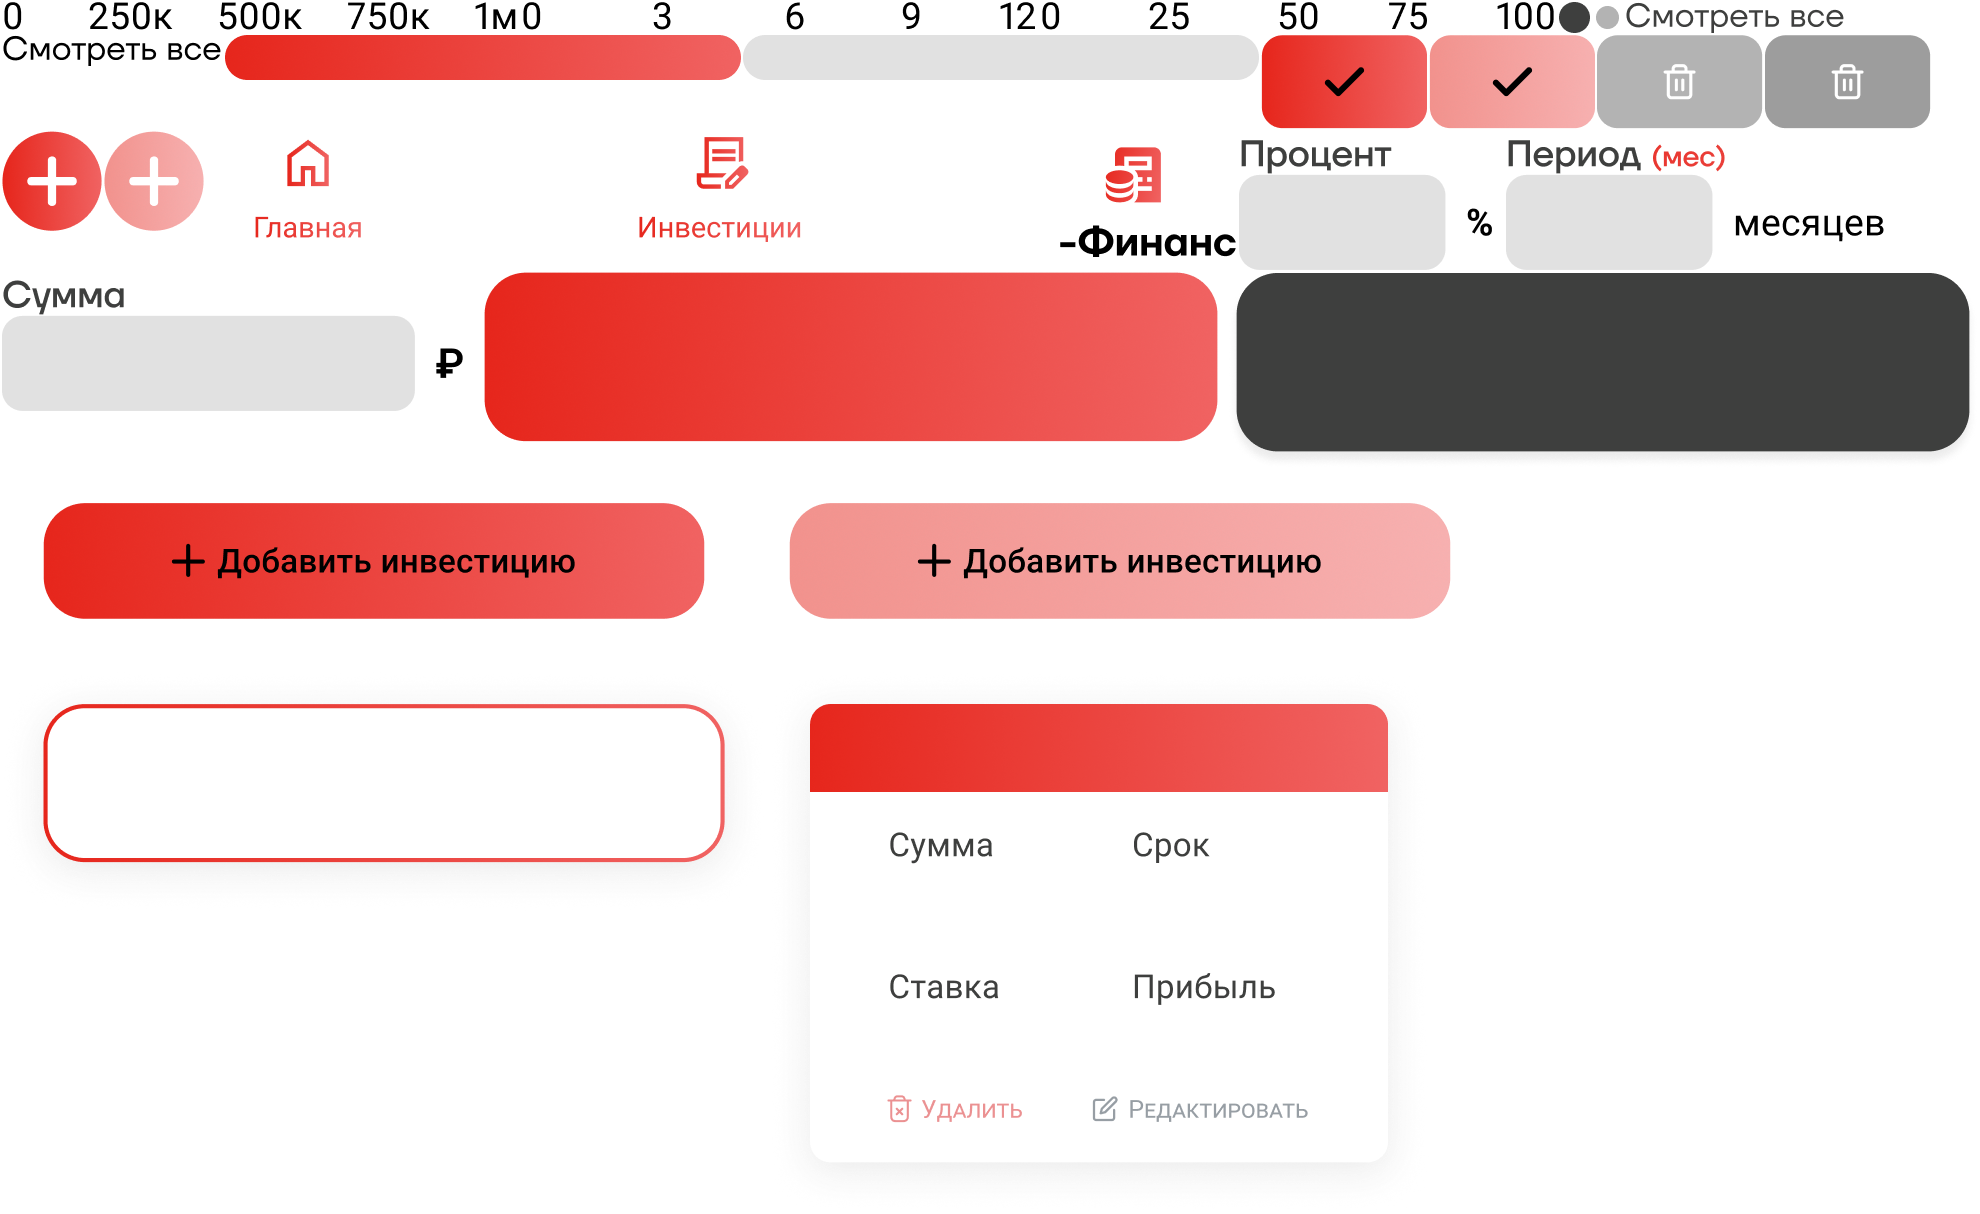 0 250к 500к 750к 1м 0 3 6 9 12 0 25 50 75 100 Смотреть все
Смотреть все
Процент Период (мес)
Главная Инвестиции -Финанс % месяцев
Сумма
₽
Добавить инвестицию Добавить инвестицию
Сумма Срок
Ставка Прибыль
Удалить Редактировать